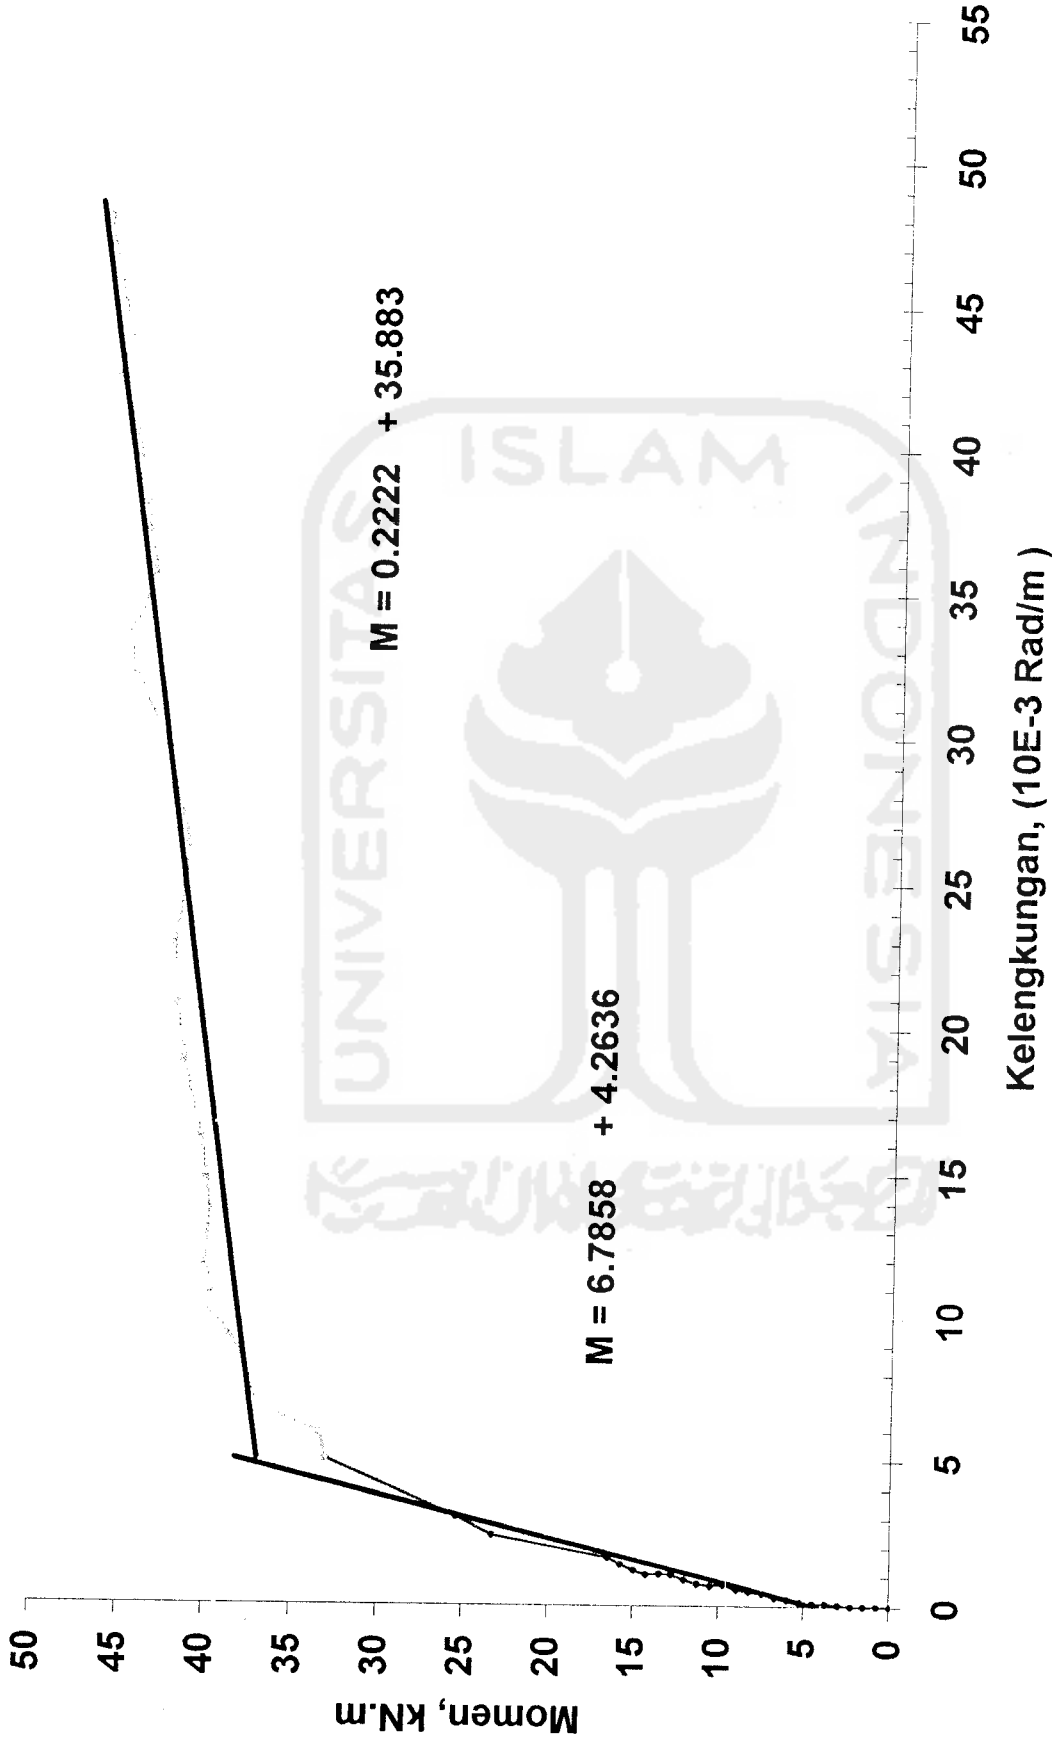 50
45
40
35
30
25
20
15
10
5
0
Momen, kN.m
M = 0.2222 + 35.883
M = 6.7858 + 4.2636
0 5 10 15 20 25 30 35 40 45 50 55
Kelengkungan, (10E-3 Rad/m )
UNIVERSITAS
ISLAM
INDONESIA